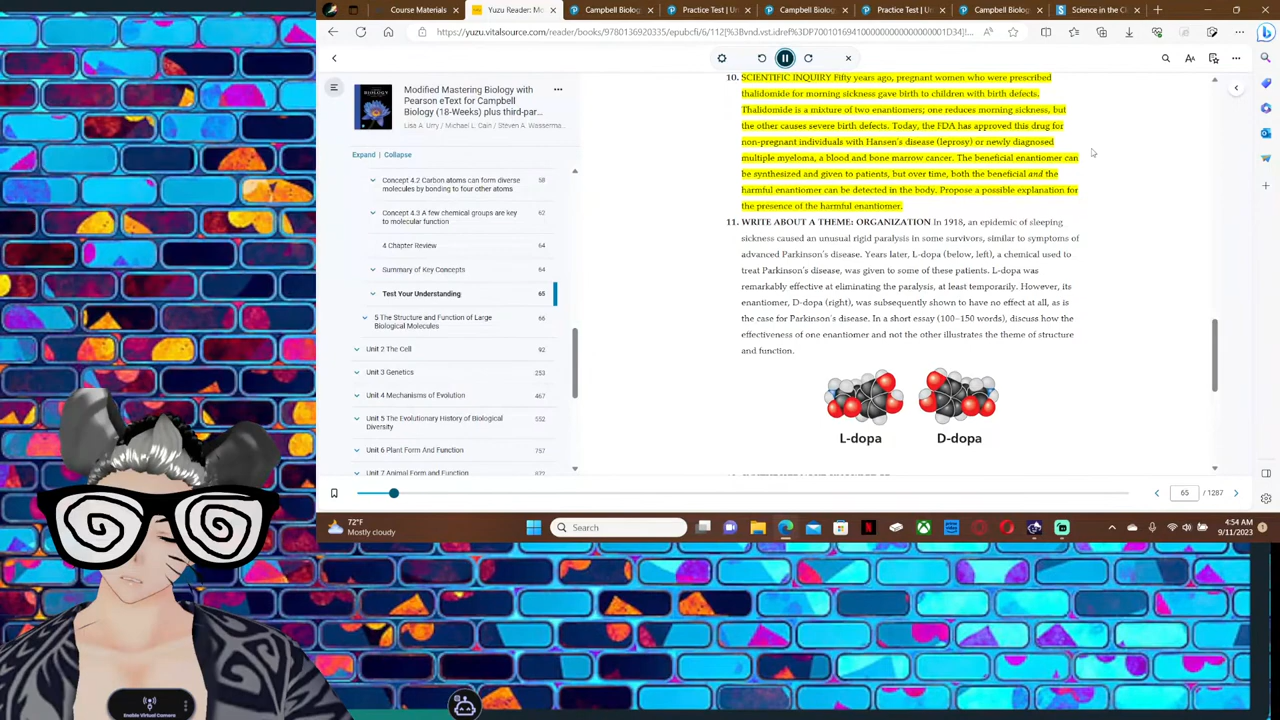 Course Materials
Yuzu Reader: Mo
Campbell Biolog
Practice Test | Un
Practice Test | Un
Campbell Biolog
Science in the C
https://yuzu.vitalsource.com/reader/books/9780136920335/epubcfi/6/112[%3Bvnd.vst.idref%3DP7001016941000000000000000001D34]!...
Modified Mastering Biology with
Pearson eText for Campbell
Biology (18-Weeks) plus third-par...
Lisa A. Urry / Michael L. Cain / Steven A. Wasserma...
Expand | Collapse
Concept 4.2 Carbon atoms can form diverse 58
molecules by bonding to four other atoms
Concept 4.3 A few chemical groups are key 62
to molecular function
4 Chapter Review 64
Summary of Key Concepts 64
Test Your Understanding 65
5 The Structure and Function of Large 66
Biological Molecules
Unit 2 The Cell 92
Unit 3 Genetics 253
Unit 4 Mechanisms of Evolution 467
Unit 5 The Evolutionary History of Biological 552
Diversity
Unit 6 Plant Form And Function 757
Unit 7 Animal Form and Function 872
10. SCIENTIFIC INQUIRY Fifty years ago, pregnant women who were prescribed
thalidomide for morning sickness gave birth to children with birth defects.
Thalidomide is a mixture of two enantiomers; one reduces morning sickness, but
the other causes severe birth defects. Today, the FDA has approved this drug for
non-pregnant individuals with Hansen's disease (leprosy) or newly diagnosed
multiple myeloma, a blood and bone marrow cancer. The beneficial enantiomer can
be synthesized and given to patients, but over time, both the beneficial and the
harmful enantiomer can be detected in the body. Propose a possible explanation for
the presence of the harmful enantiomer.
11. WRITE ABOUT A THEME: ORGANIZATION In 1918, an epidemic of sleeping
sickness caused an unusual rigid paralysis in some survivors, similar to symptoms of
advanced Parkinson's disease. Years later, L-dopa (below, left), a chemical used to
treat Parkinson's disease, was given to some of these patients. L-dopa was
remarkably effective at eliminating the paralysis, at least temporarily. However, its
enantiomer, D-dopa (right), was subsequently shown to have no effect at all, as is
the case for Parkinson's disease. In a short essay (100–150 words), discuss how the
effectiveness of one enantiomer and not the other illustrates the theme of structure
and function.
L-dopa D-dopa
65 / 1287
72°F
Mostly cloudy
Search
4:54 AM
9/11/2023
Enable Virtual Camera